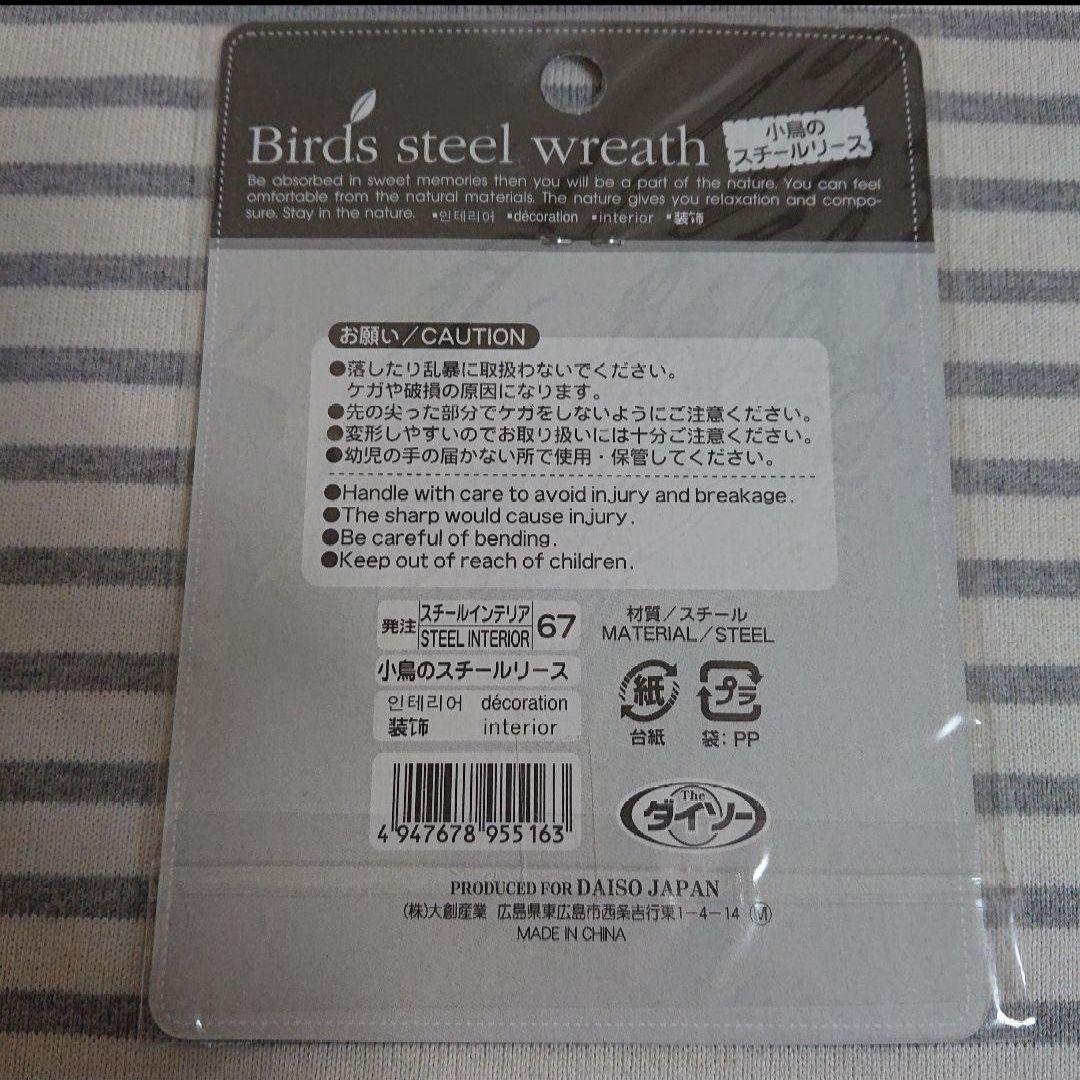 Birds steel wreath
小鳥の
スチールリース
Be absorbed in sweet memories then you will be a part of the nature. You can feel
omfortable from the natural materials. The nature gives you relaxation and compo-
sure. Stay in the nature. ▪인테리어 ▪décoration ▪interior ▪装饰
お願い/CAUTION
●落したり乱暴に取扱わないでください。
ケガや破損の原因になります。
●先の尖った部分でケガをしないようにご注意ください。
●変形しやすいのでお取り扱いには十分ご注意ください。
●幼児の手の届かない所で使用・保管してください。
●Handle with care to avoid injury and breakage.
●The sharp would cause injury.
●Be careful of bending.
●Keep out of reach of children.
発注 スチールインテリア 67
STEEL INTERIOR
小鳥のスチールリース
인테리어 décoration
装饰 interior
材質/スチール
MATERIAL/STEEL
紙 プラ
台紙 袋:PP
4 947678 955163
The
ダイソー
PRODUCED FOR DAISO JAPAN
(株)大創産業 広島県東広島市西条吉行東1-4-14 Ⓜ
MADE IN CHINA